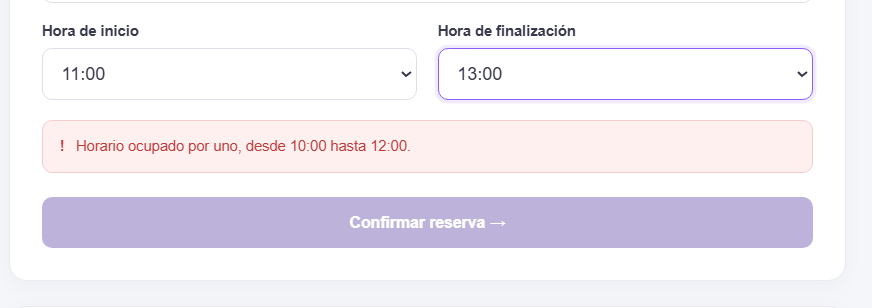 Hora de inicio
Hora de finalización
11:00
13:00
! Horario ocupado por uno, desde 10:00 hasta 12:00.
Confirmar reserva →